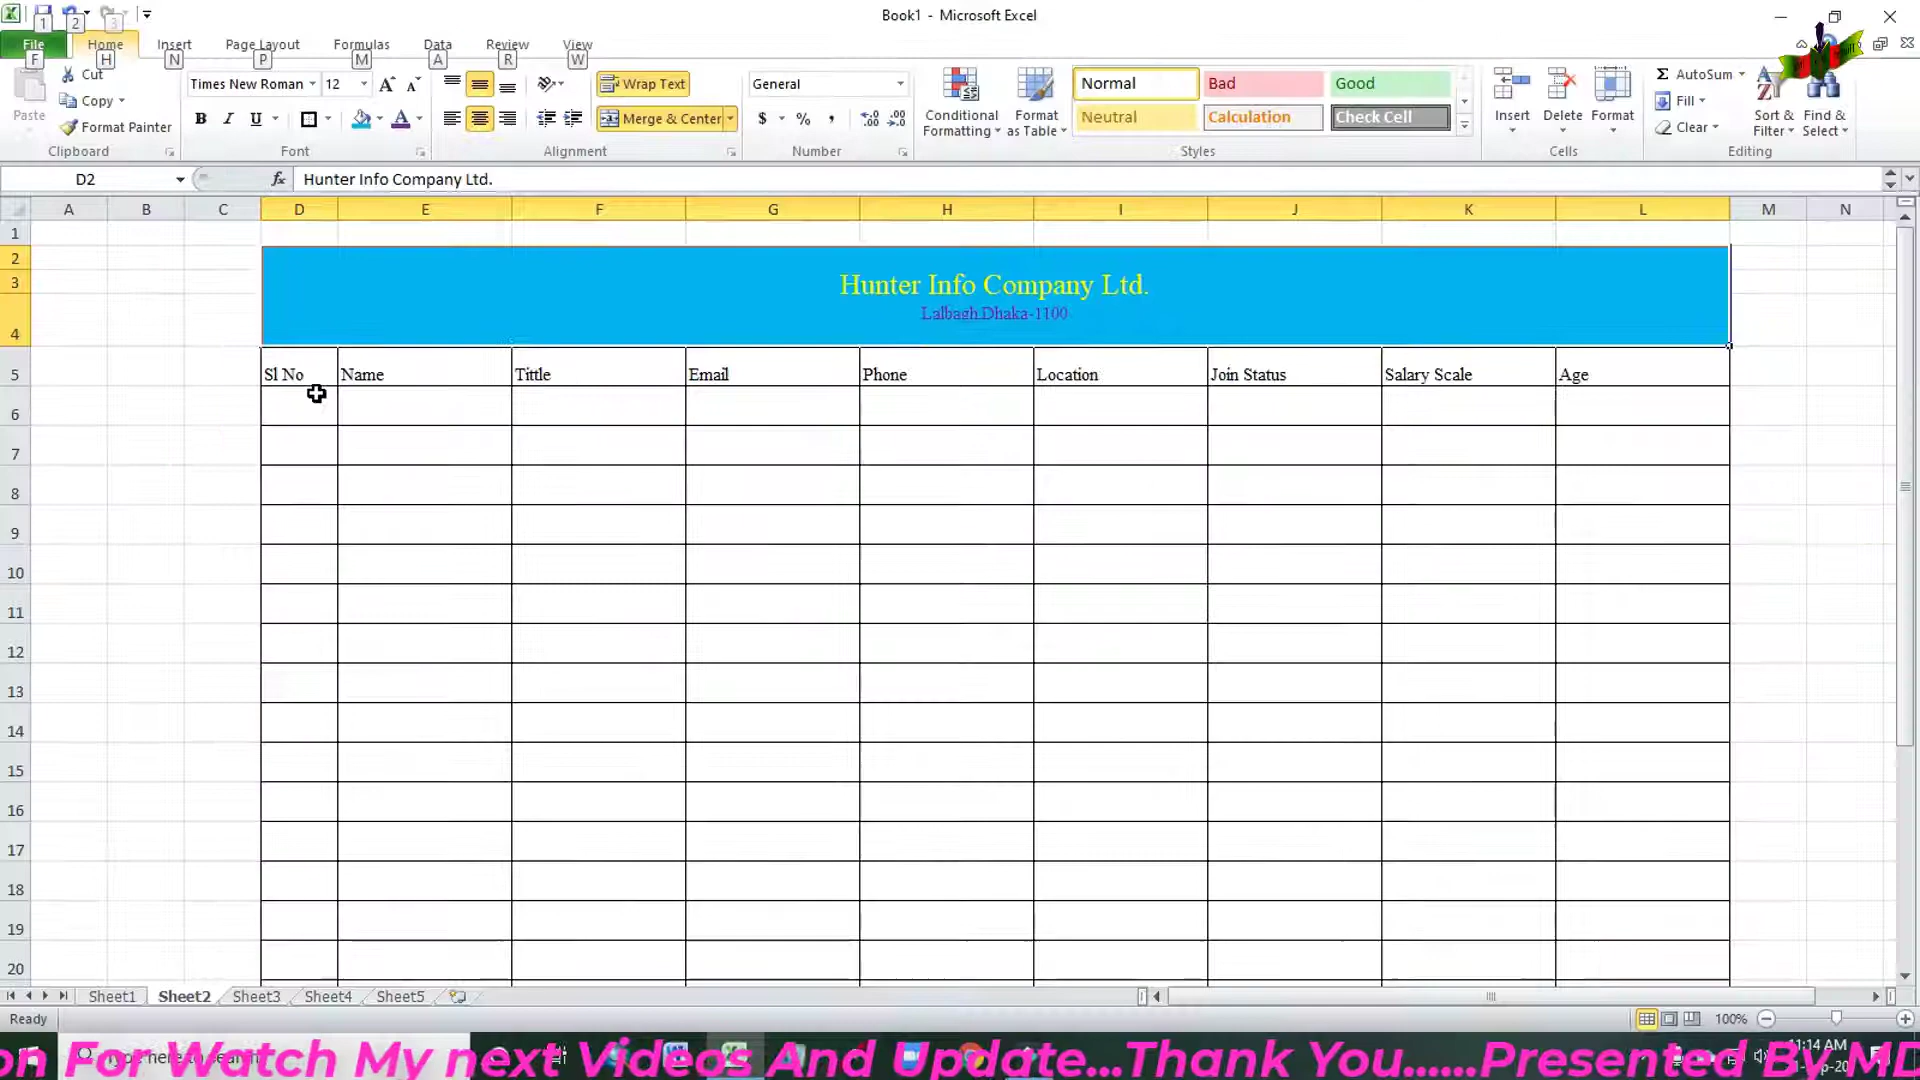 Book1 - Microsoft Excel
1 2 3
File Home Insert Page Layout Formulas Data Review View
F H N P M A R W
Paste Cut Copy Format Painter
Times New Roman 12
B I U
Wrap Text
Merge & Center
General
$ % ,
Conditional Formatting
Format as Table
Normal Bad Good
Neutral Calculation Check Cell
Insert Delete Format
AutoSum
Fill
Clear
Sort & Filter
Find & Select
Clipboard Font Alignment Number Styles Cells Editing
D2 fx Hunter Info Company Ltd.
A B C D E F G H I J K L M N
1
2
3
Hunter Info Company Ltd.
Lalbagh.Dhaka-1100
4
5 Sl No Name Tittle Email Phone Location Join Status Salary Scale Age
6
7
8
9
10
11
12
13
14
15
16
17
18
19
20
Sheet1 Sheet2 Sheet3 Sheet4 Sheet5
Ready 100%
on For Watch My next Videos And Update...Thank You......Presented By MD
11:14 AM